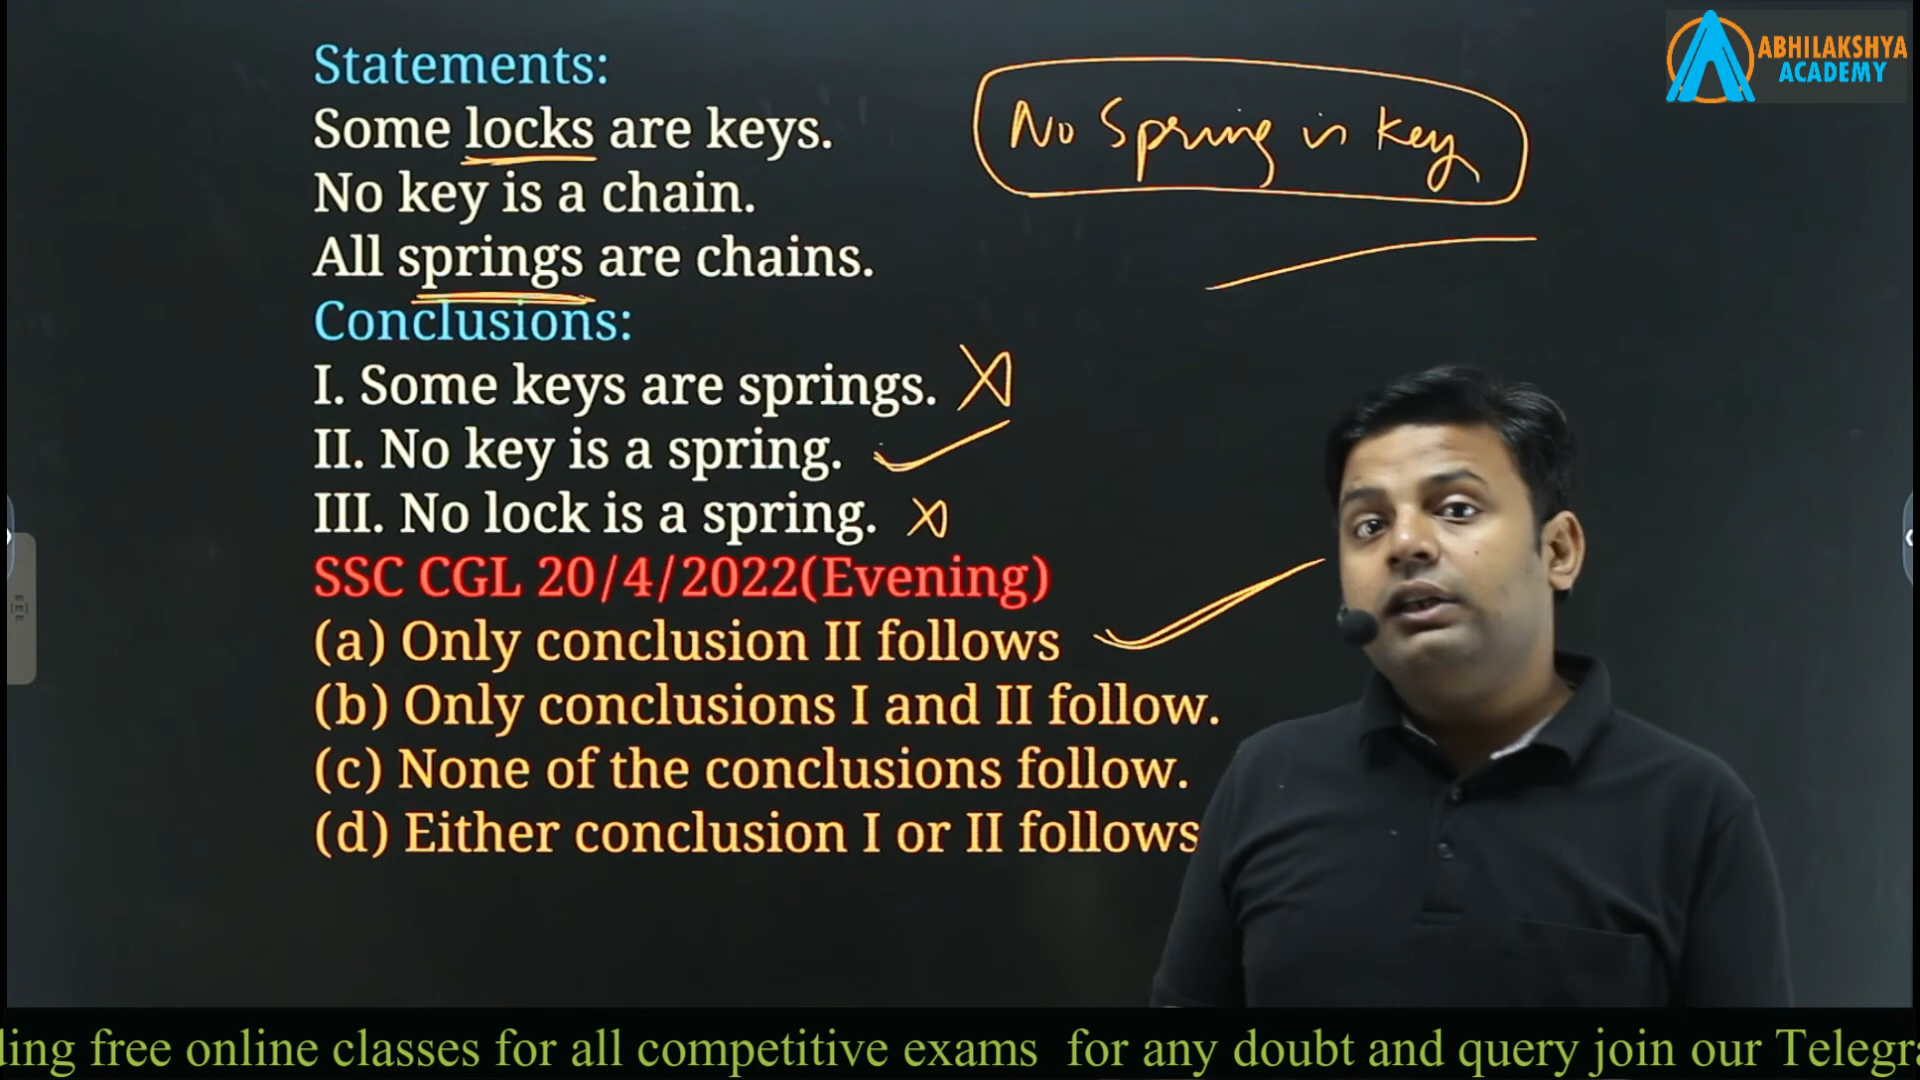 ABHILAKSHYA
ACADEMY
Statements:
Some locks are keys.
No key is a chain.
All springs are chains.
No Spring in key
Conclusions:
I. Some keys are springs.
II. No key is a spring.
III. No lock is a spring.
SSC CGL 20/4/2022(Evening)
(a) Only conclusion II follows
(b) Only conclusions I and II follow.
(c) None of the conclusions follow.
(d) Either conclusion I or II follows
ding free online classes for all competitive exams for any doubt and query join our Telegra